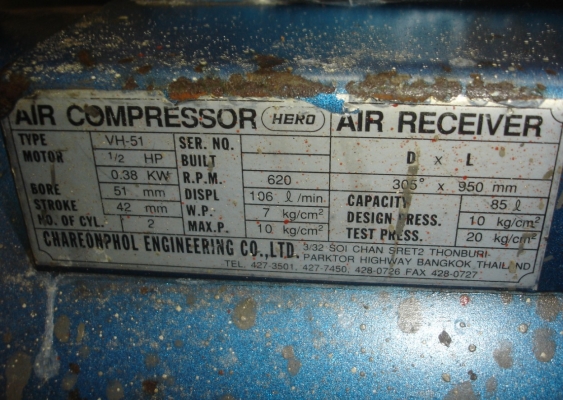 AIR COMPRESSOR HERO AIR RECEIVER
TYPE VH-51 SER. NO.
MOTOR 1/2 HP BUILT D x L
0.38 KW R.P.M. 620 305 x 950 mm
BORE 51 mm DISPL 106 l/min. CAPACITY 85 l
STROKE 42 mm W.P. 7 kg/cm² DESIGN PRESS. 10 kg/cm²
NO. OF CYL. 2 MAX.P. 10 kg/cm² TEST PRESS. 20 kg/cm²
CHAREONPHOL ENGINEERING CO.,LTD. 3/32 SOI CHAN SRET2 THONBURI-
PARKTOR HIGHWAY BANGKOK THAILAND
TEL. 427-3501, 427-7450, 428-0726 FAX 428-0727